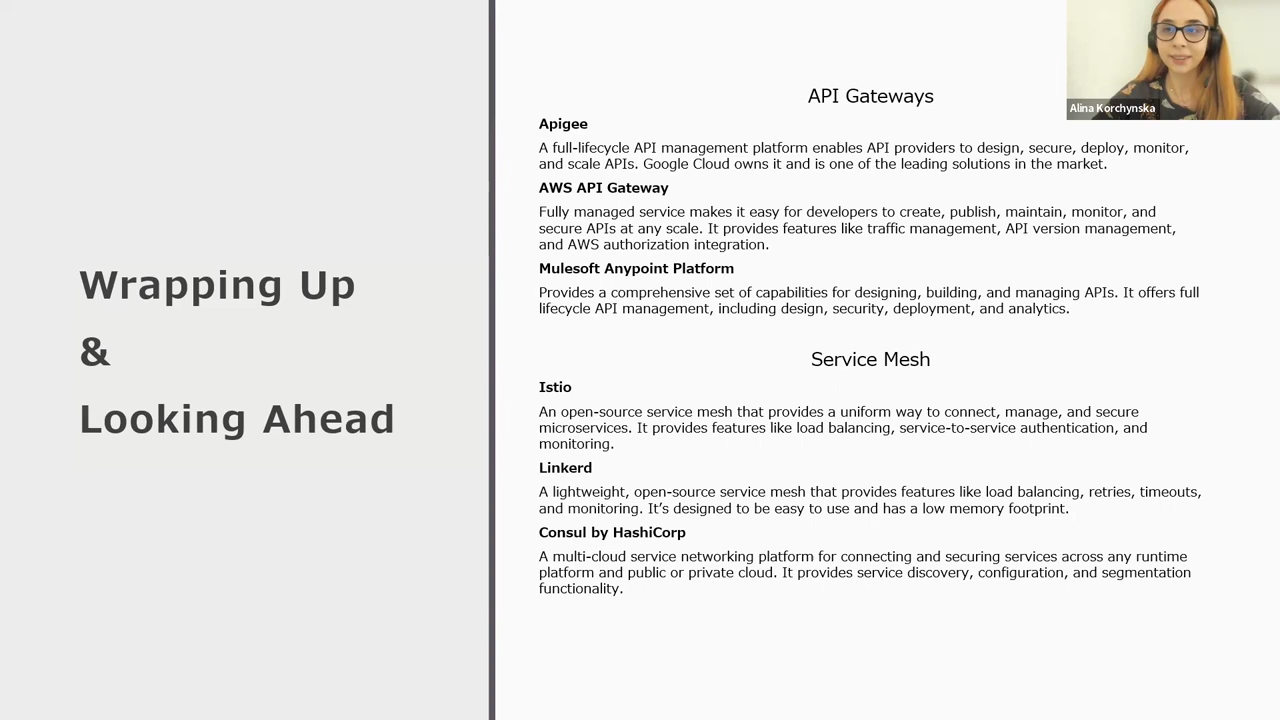 Wrapping Up
&
Looking Ahead
API Gateways
Apigee
A full-lifecycle API management platform enables API providers to design, secure, deploy, monitor,
and scale APIs. Google Cloud owns it and is one of the leading solutions in the market.
AWS API Gateway
Fully managed service makes it easy for developers to create, publish, maintain, monitor, and
secure APIs at any scale. It provides features like traffic management, API version management,
and AWS authorization integration.
Mulesoft Anypoint Platform
Provides a comprehensive set of capabilities for designing, building, and managing APIs. It offers full
lifecycle API management, including design, security, deployment, and analytics.
Service Mesh
Istio
An open-source service mesh that provides a uniform way to connect, manage, and secure
microservices. It provides features like load balancing, service-to-service authentication, and
monitoring.
Linkerd
A lightweight, open-source service mesh that provides features like load balancing, retries, timeouts,
and monitoring. It’s designed to be easy to use and has a low memory footprint.
Consul by HashiCorp
A multi-cloud service networking platform for connecting and securing services across any runtime
platform and public or private cloud. It provides service discovery, configuration, and segmentation
functionality.
Alina Korchynska